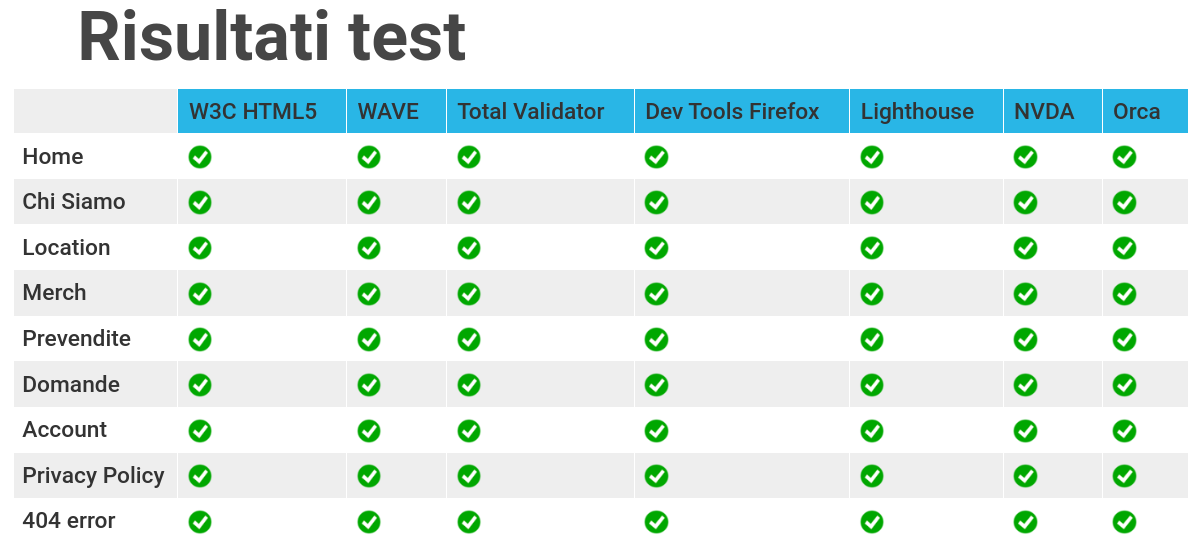 Risultati test
W3C HTML5 WAVE Total Validator Dev Tools Firefox Lighthouse NVDA Orca
Home
Chi Siamo
Location
Merch
Prevendite
Domande
Account
Privacy Policy
404 error